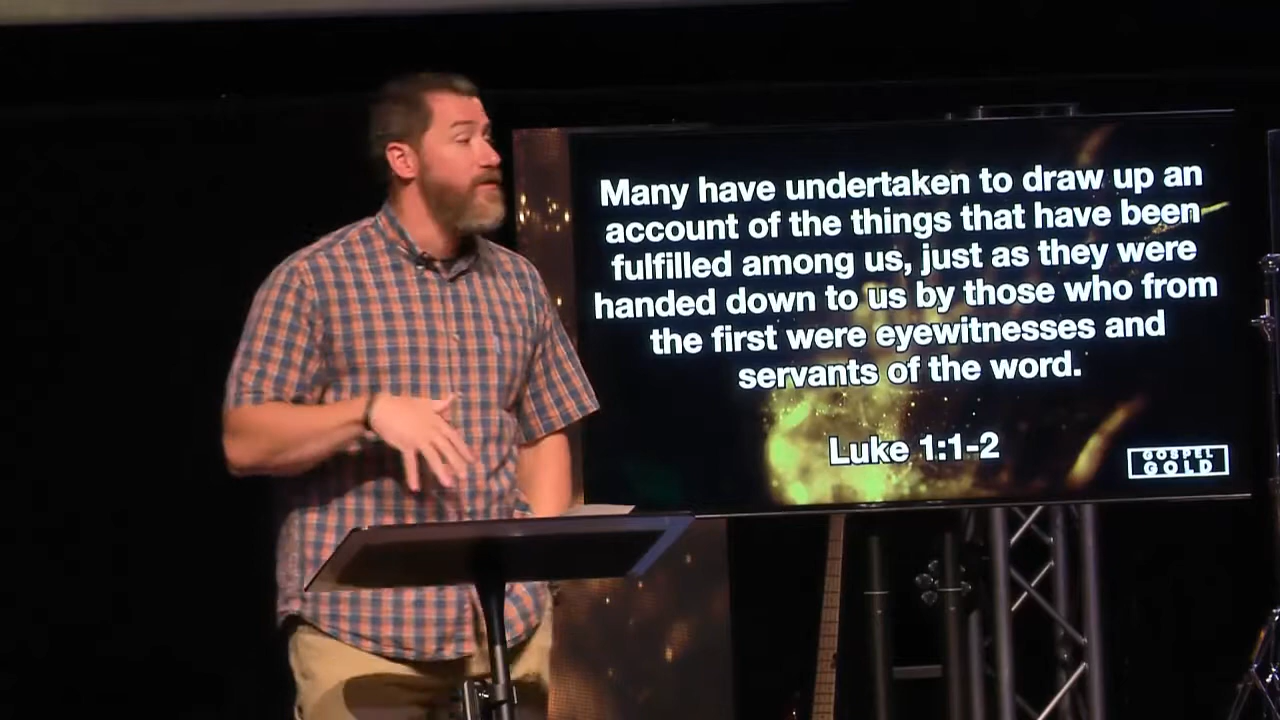 Many have undertaken to draw up an
account of the things that have been
fulfilled among us, just as they were
handed down to us by those who from
the first were eyewitnesses and
servants of the word.
Luke 1:1-2
GOSPEL
GOLD